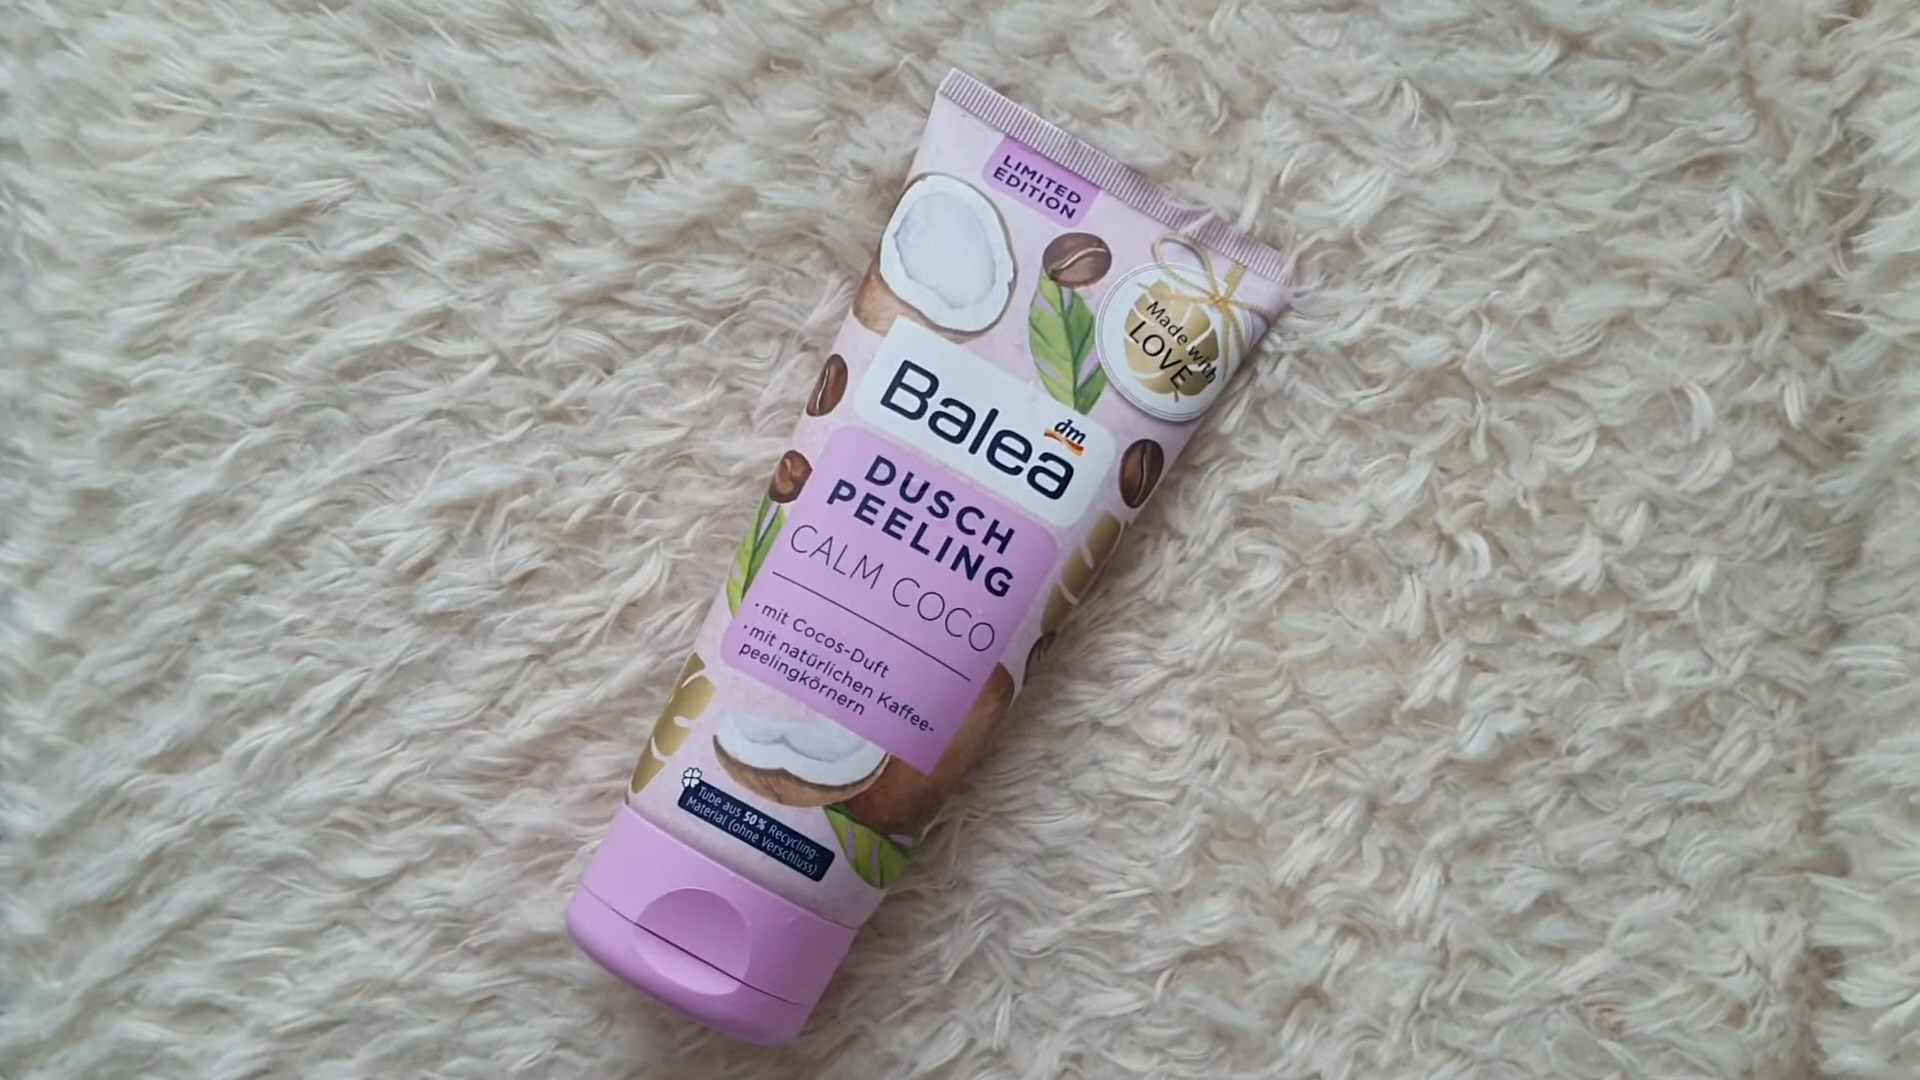 LIMITED
EDITION
Made with
LOVE
Balea
dm
DUSCH
PEELING
CALM COCO
• mit Cocos-Duft
• mit natürlichen Kaffee-
peelingkörnern
Tube aus 50% Recycling-
Material (ohne Verschluss)